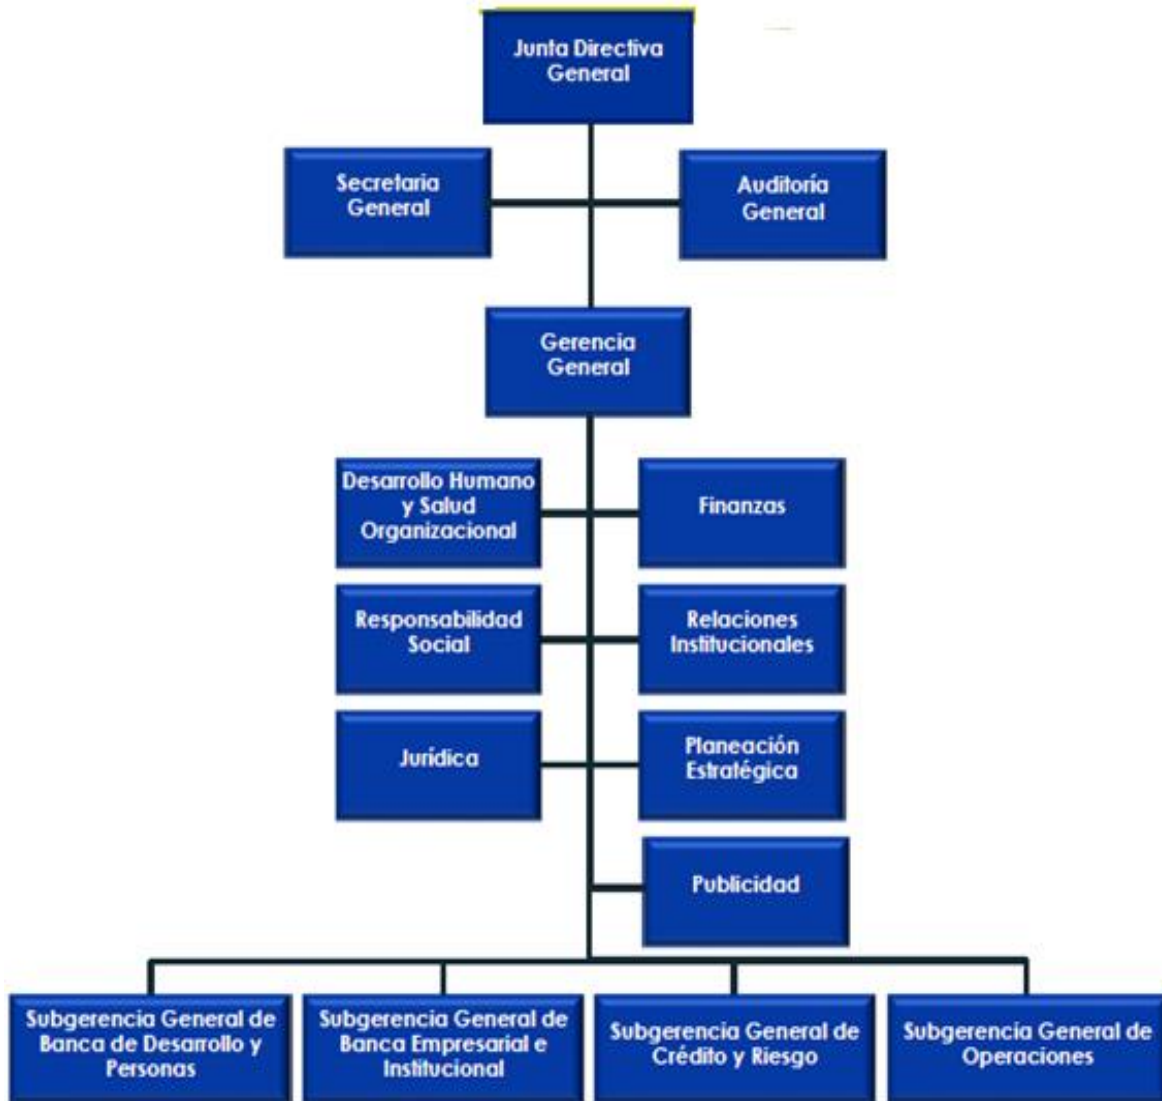 Junta Directiva
General
Secretaria
General
Auditoría
General
Gerencia
General
Desarrollo Humano
y Salud
Organizacional
Finanzas
Responsabilidad
Social
Relaciones
Institucionales
Jurídica
Planeación
Estratégica
Publicidad
Subgerencia General de
Banca de Desarrollo y
Personas
Subgerencia General de
Banca Empresarial e
Institucional
Subgerencia General de
Crédito y Riesgo
Subgerencia General de
Operaciones